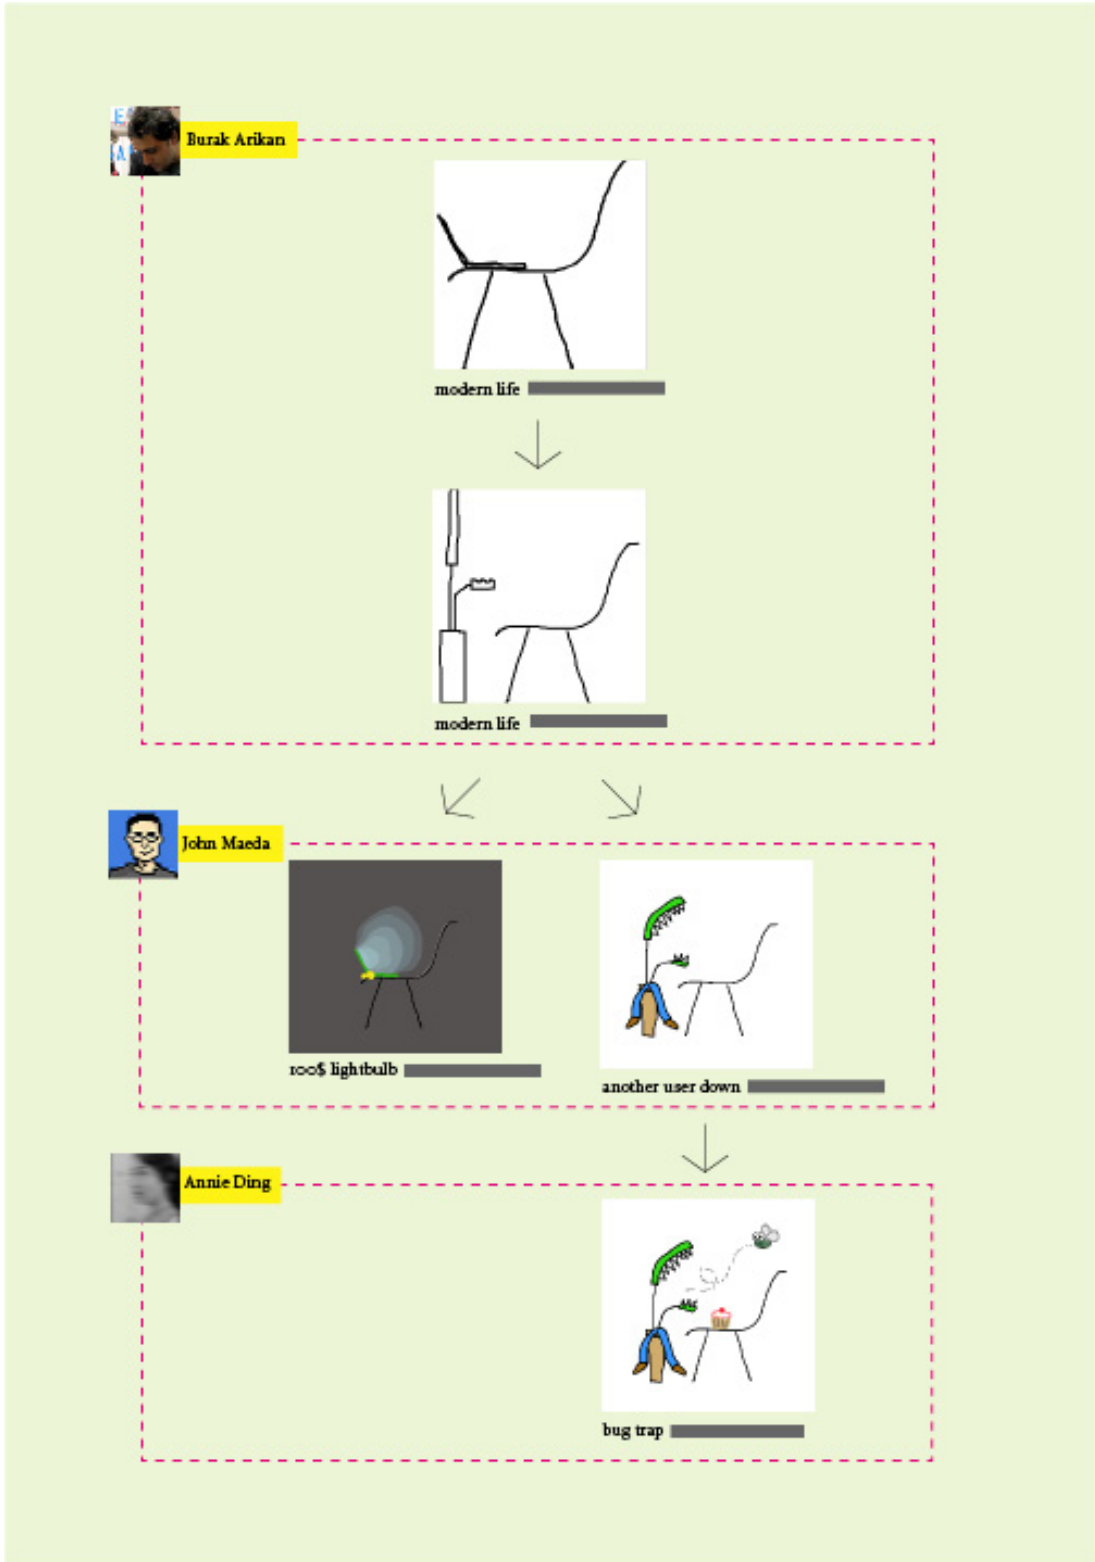 Burak Arikan
modern life
modern life
John Maeda
100$ lightbulb
another user down
Annie Ding
bug trap